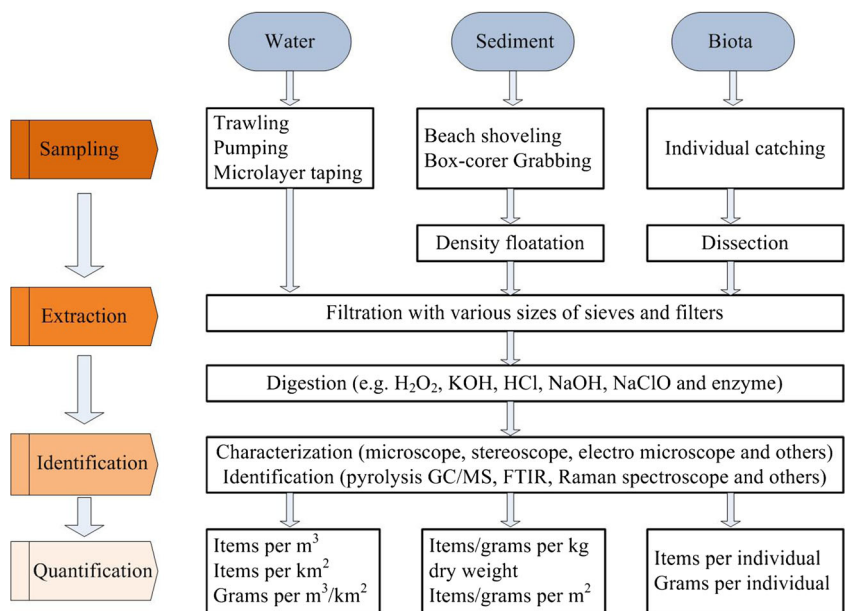 Water
Sediment
Biota
Sampling
Trawling
Pumping
Microlayer taping
Beach shoveling
Box-corer Grabbing
Individual catching
Density floatation
Dissection
Extraction
Filtration with various sizes of sieves and filters
Digestion (e.g. H₂O₂, KOH, HCl, NaOH, NaClO and enzyme)
Identification
Characterization (microscope, stereoscope, electro microscope and others)
Identification (pyrolysis GC/MS, FTIR, Raman spectroscope and others)
Quantification
Items per m³
Items per km²
Grams per m³/km²
Items/grams per kg
dry weight
Items/grams per m²
Items per individual
Grams per individual